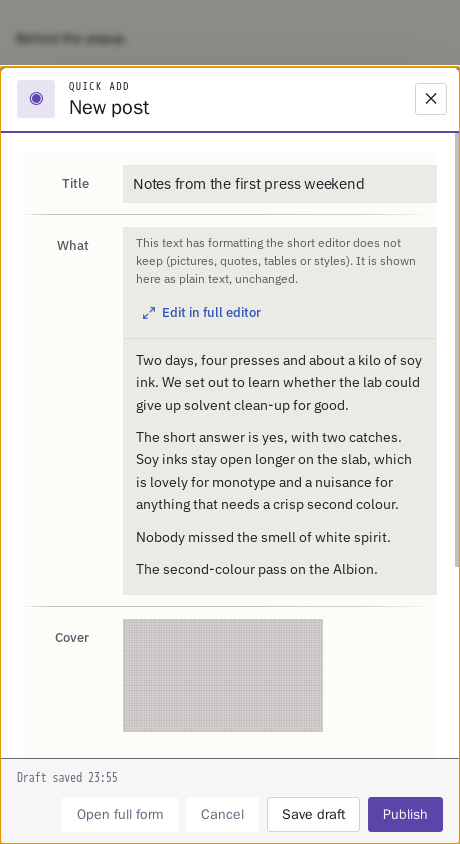 Behind the popup.
QUICK ADD
New post
Title
Notes from the first press weekend
What
This text has formatting the short editor does not
keep (pictures, quotes, tables or styles). It is shown
here as plain text, unchanged.
Edit in full editor
Two days, four presses and about a kilo of soy
ink. We set out to learn whether the lab could
give up solvent clean-up for good.
The short answer is yes, with two catches.
Soy inks stay open longer on the slab, which
is lovely for monotype and a nuisance for
anything that needs a crisp second colour.
Nobody missed the smell of white spirit.
The second-colour pass on the Albion.
Cover
Draft saved 23:55
Open full form
Cancel
Save draft
Publish